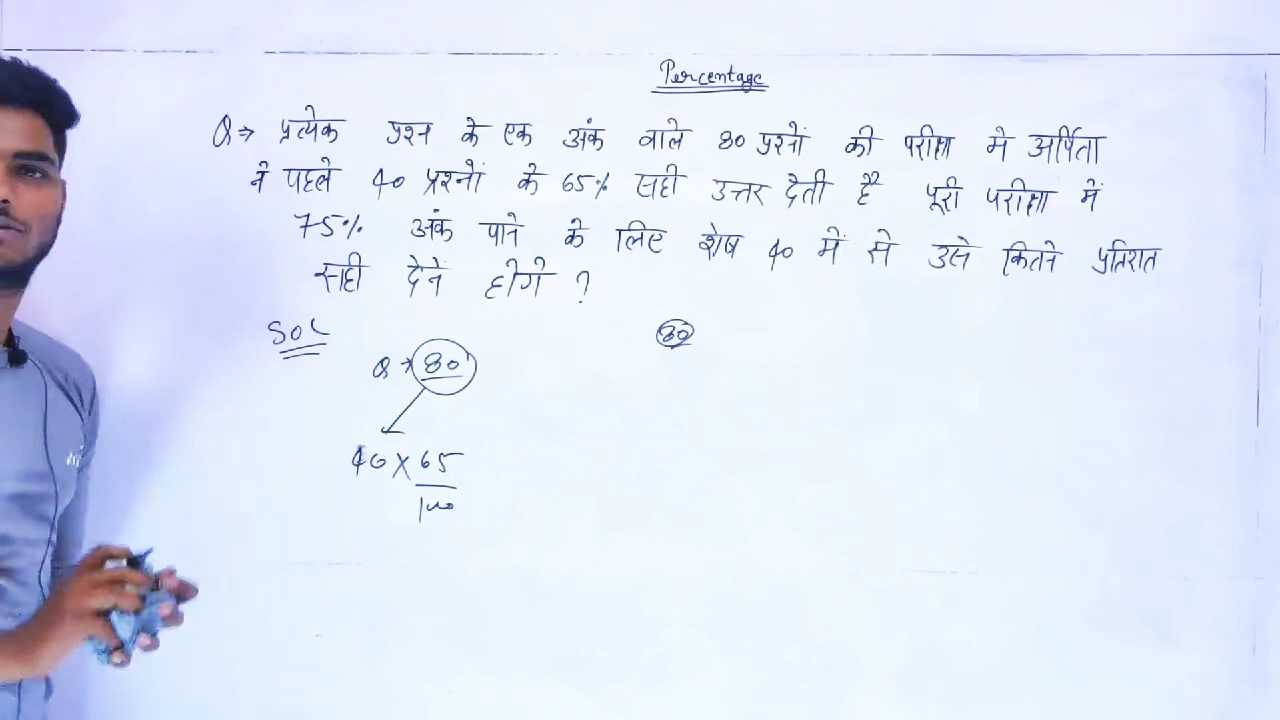 Percentage
Q⇒ प्रत्येक प्रश्न के एक अंक वाले 80 प्रश्नों की परीक्षा मे अर्पिता
ने पहले 40 प्रश्नों के 65% सही उत्तर देती है पूरी परीक्षा में
75% अंक पाने के लिए शेष 40 में से उसे कितने प्रतिशत
सही देने होगे ?
SOL
80
Q → 80
40 × 65
100